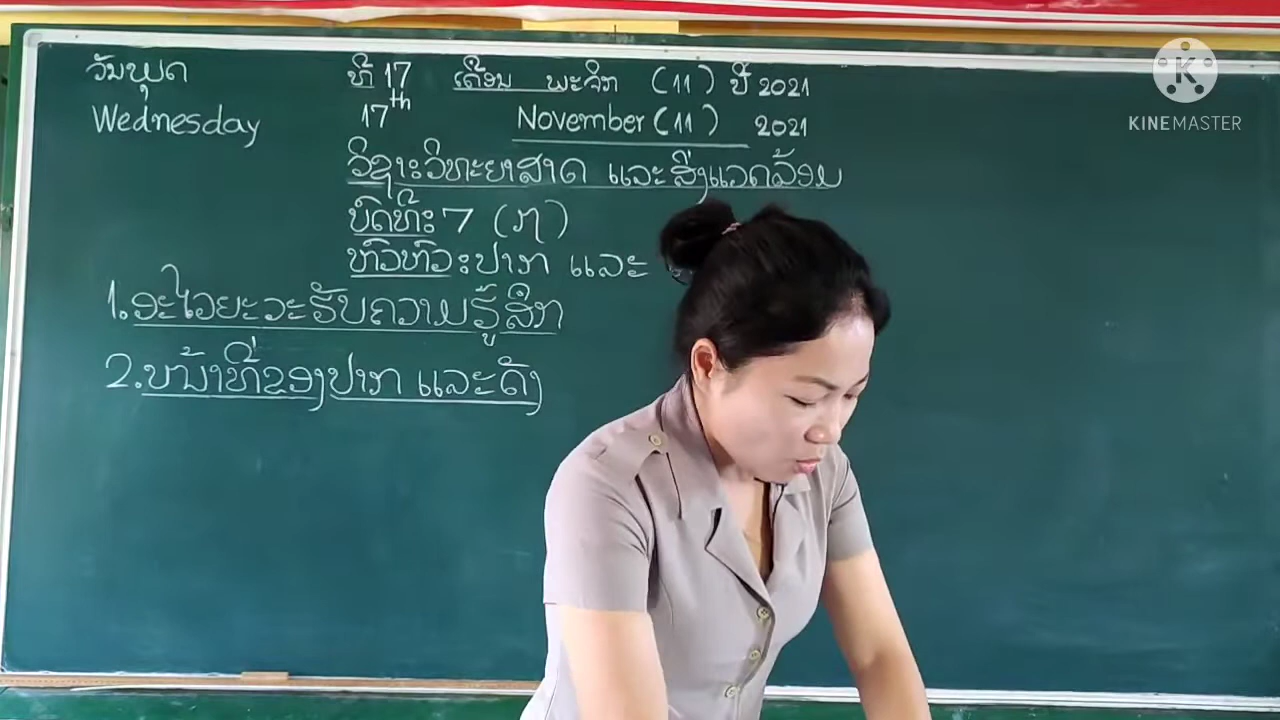 ວັນພຸດ ທີ 17 ເດືອນ ພະຈິກ (11) ປີ 2021
Wednesday 17th November (11) 2021
ວິຊາ: ວິທະຍາສາດ ແລະສິ່ງແວດລ້ອມ
ບົດທີ: 7 (ກ)
ຫົວຫົວ: ປາກ ແລະ
1. ອະໄວຍະວະຮັບຄວາມຮູ້ສຶກ
2. ໜ້າທີ່ຂອງປາກ ແລະດັງ
K
KINEMASTER